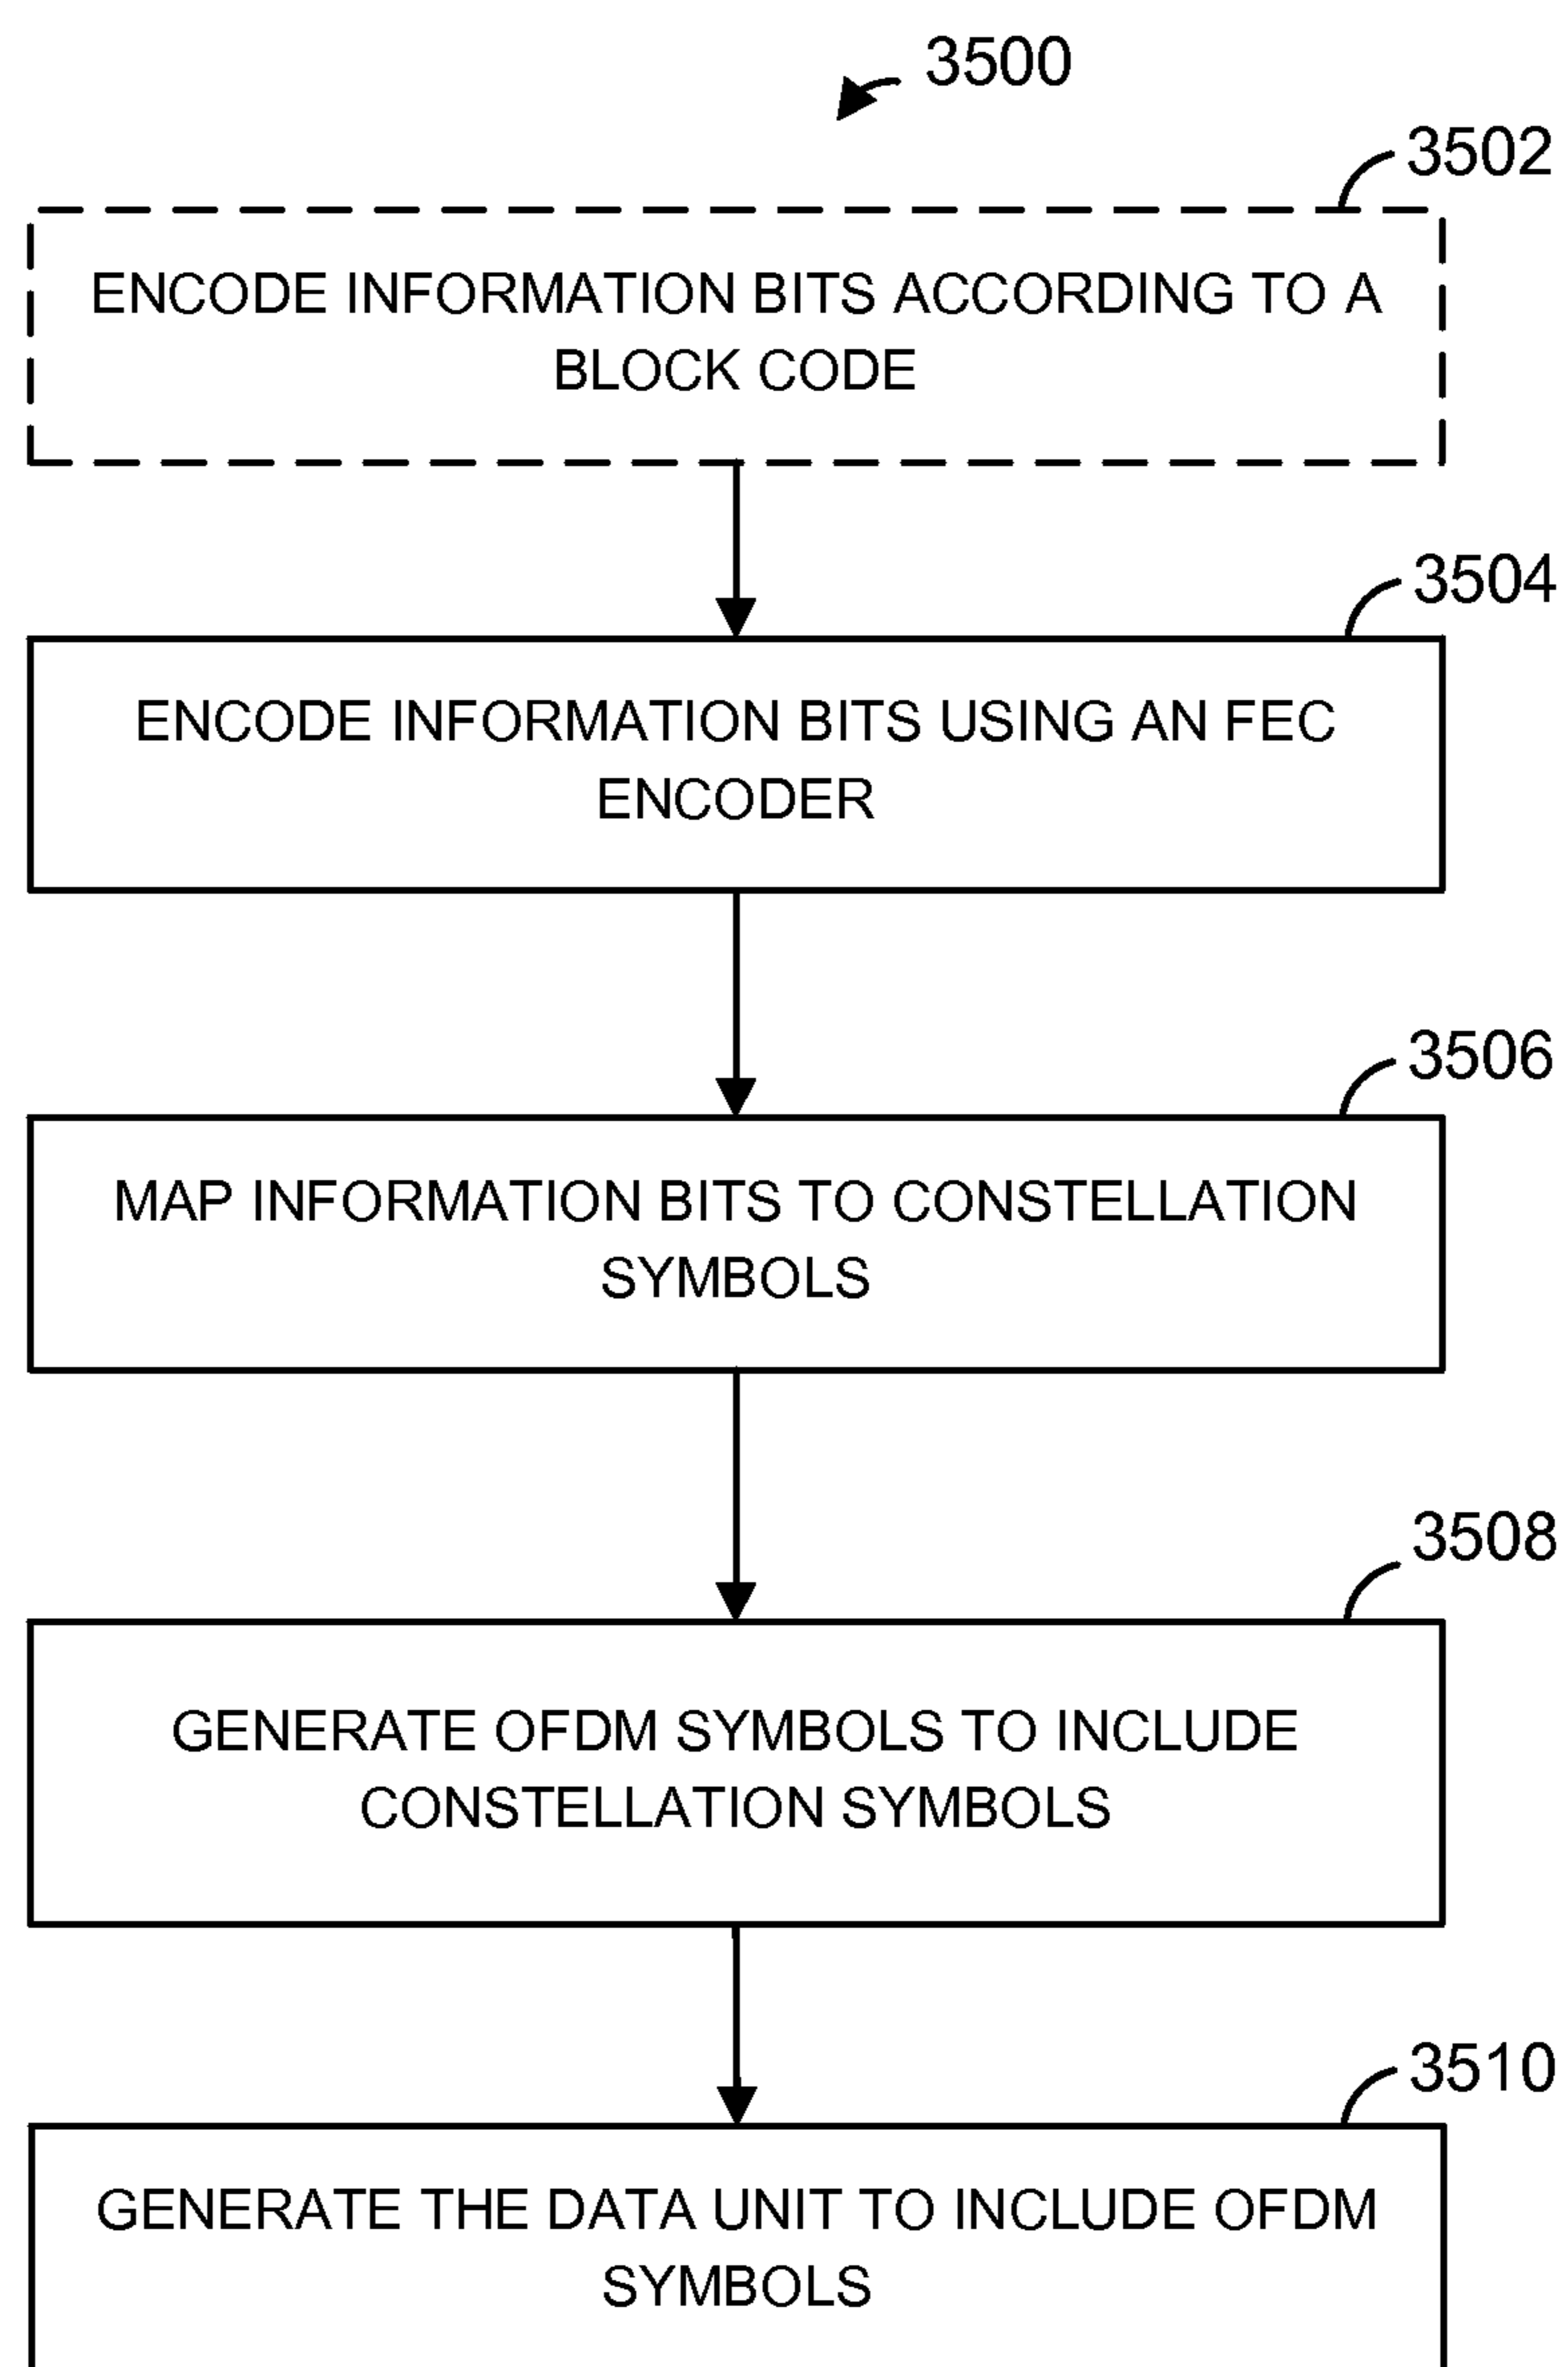 3500
3502
ENCODE INFORMATION BITS ACCORDING TO A
BLOCK CODE
3504
ENCODE INFORMATION BITS USING AN FEC
ENCODER
3506
MAP INFORMATION BITS TO CONSTELLATION
SYMBOLS
3508
GENERATE OFDM SYMBOLS TO INCLUDE
CONSTELLATION SYMBOLS
3510
GENERATE THE DATA UNIT TO INCLUDE OFDM
SYMBOLS